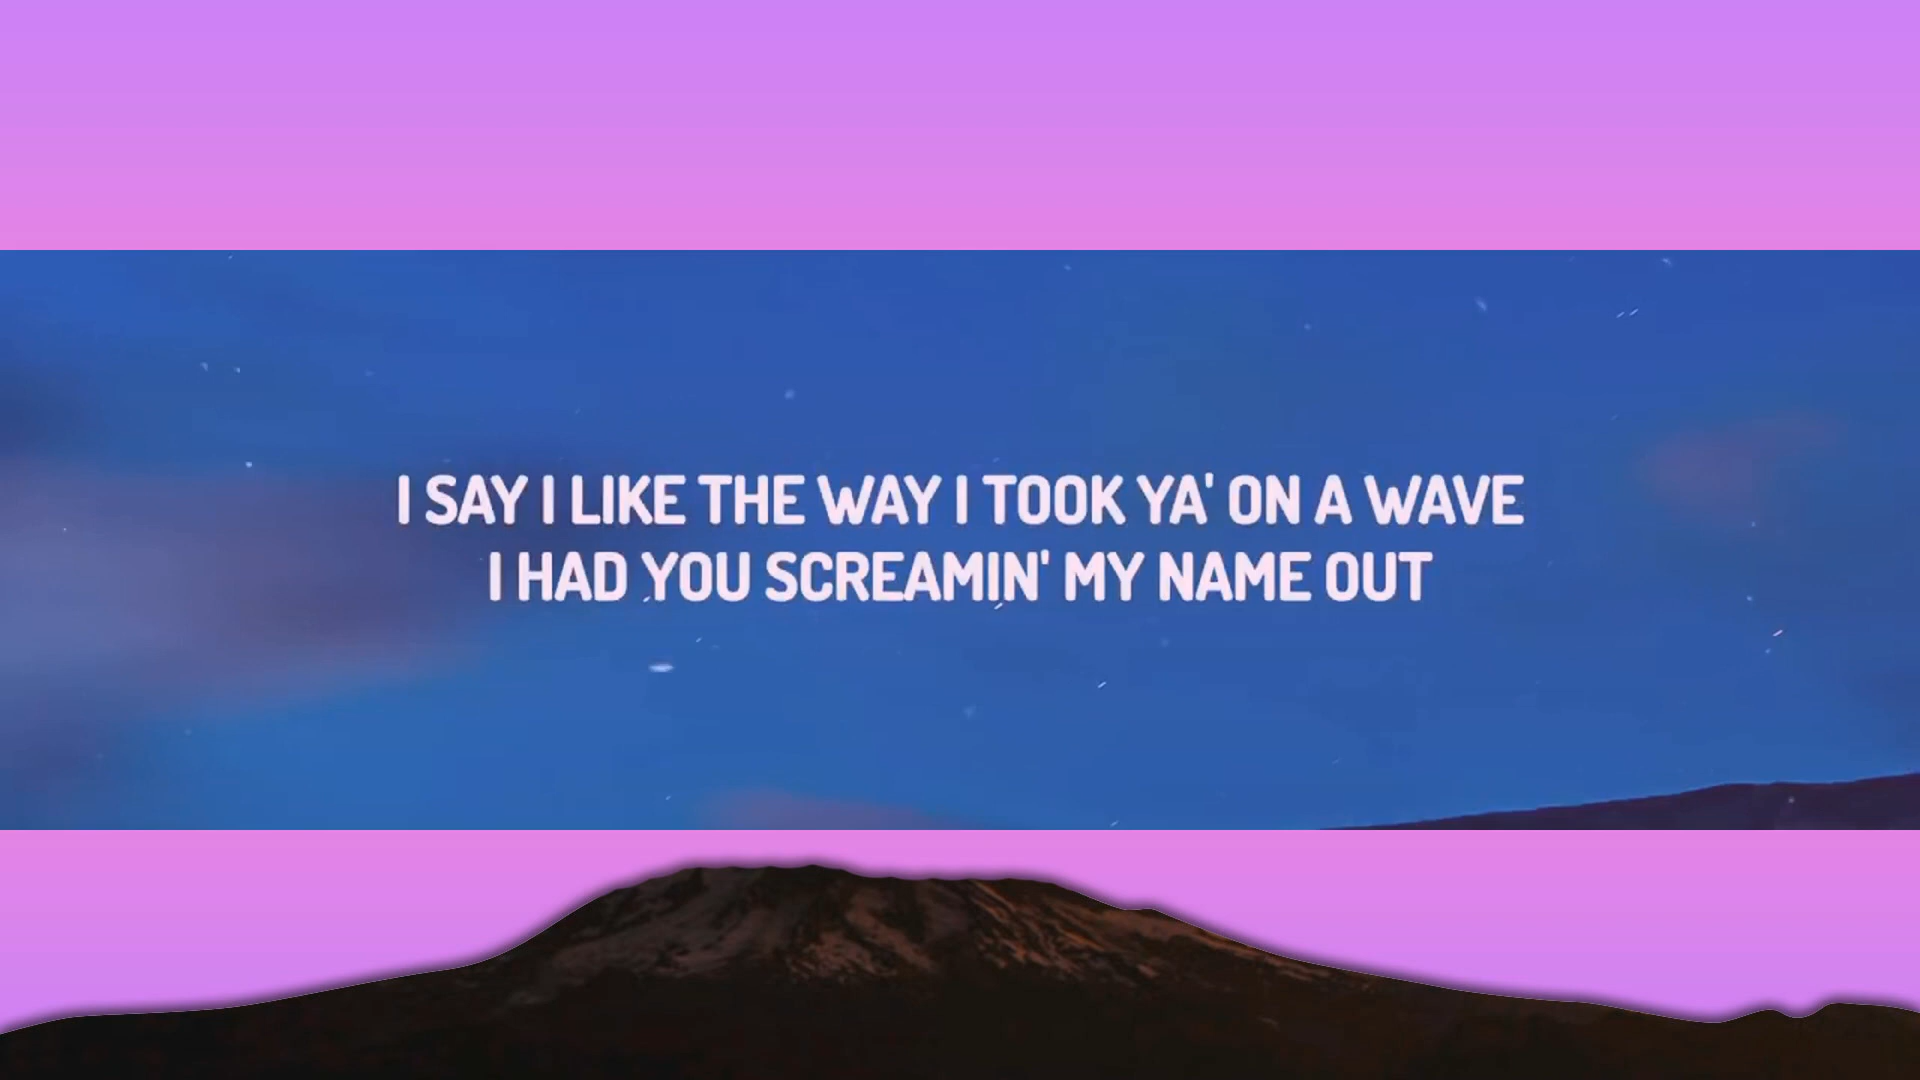 I SAY I LIKE THE WAY I TOOK YA' ON A WAVE
I HAD YOU SCREAMIN' MY NAME OUT